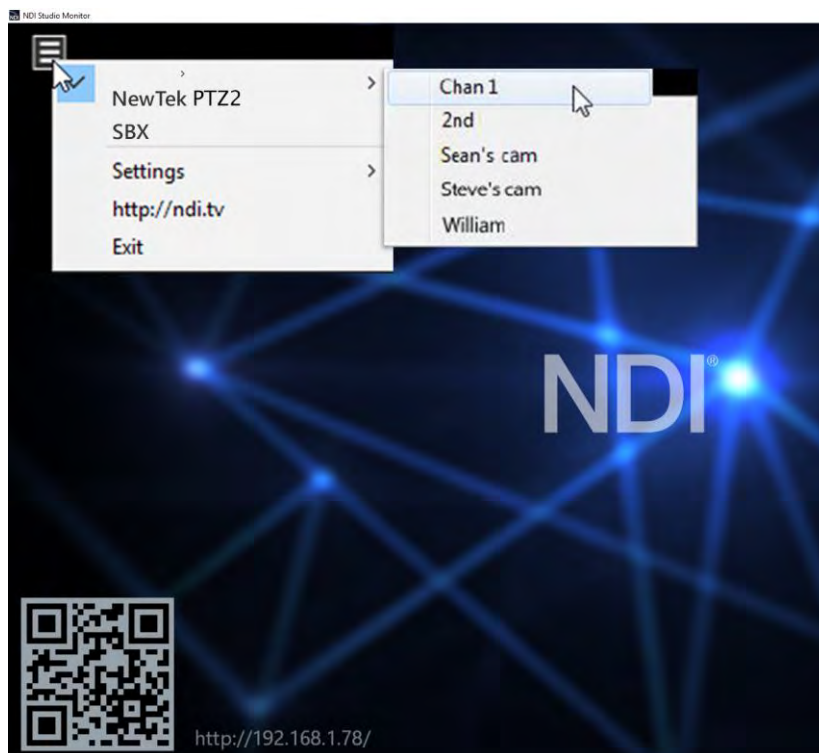 NDI Studio Monitor
NewTek PTZ2
SBX
Settings
http://ndi.tv
Exit
Chan 1
2nd
Sean's cam
Steve's cam
William
NDI®
http://192.168.1.78/